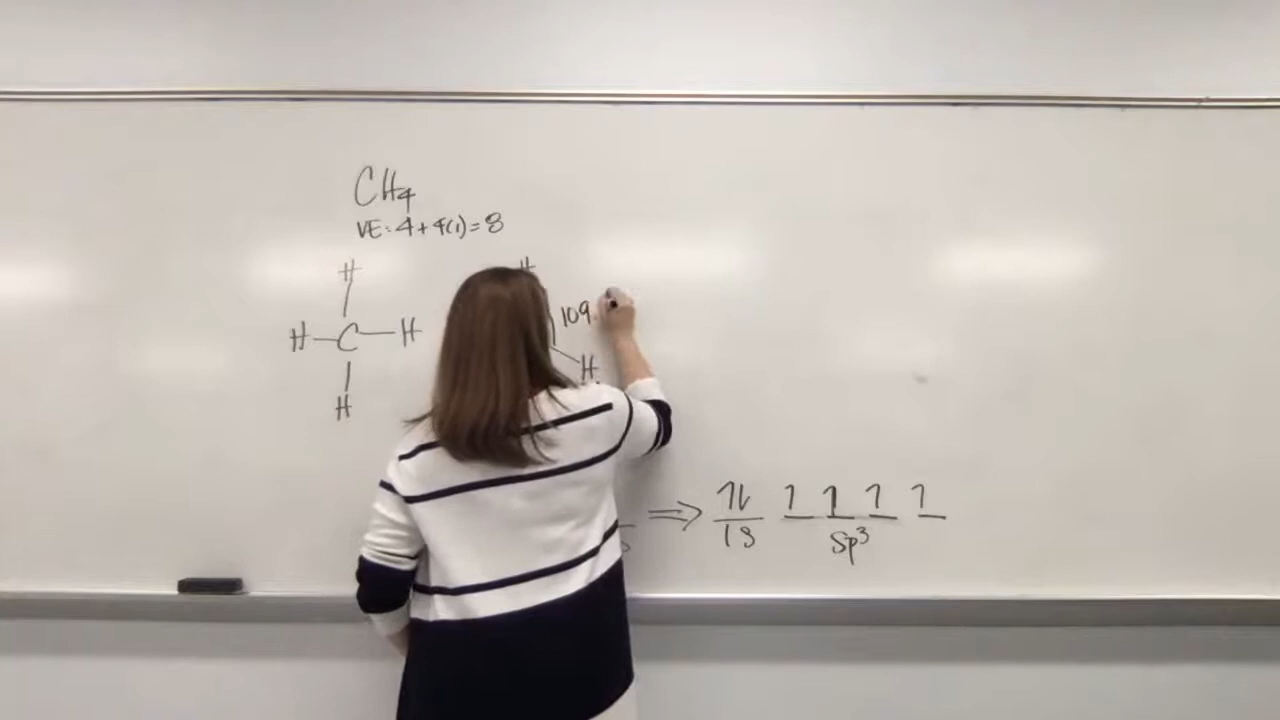 CH4
VE: 4 + 4(1) = 8
H
H
H-C-H
H
109.
H
⇒ 1l 1 1 1 1
1s sp³